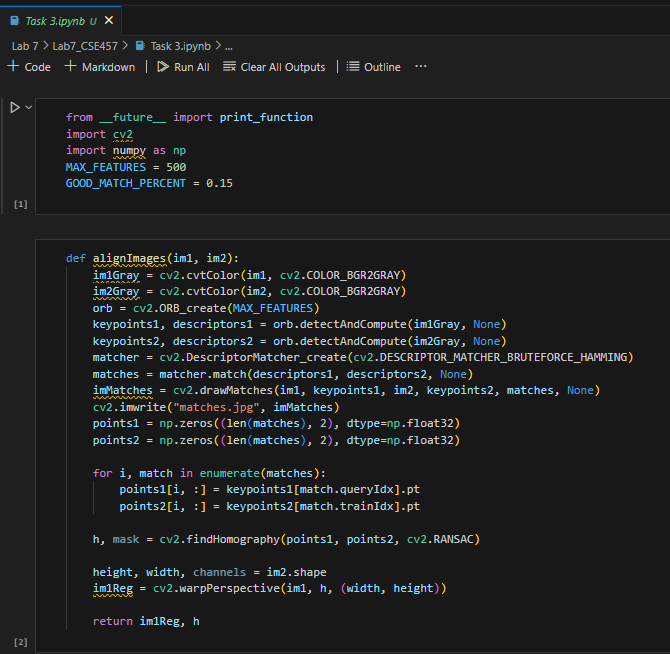 Task 3.ipynb U ×
Lab 7 > Lab7_CSE457 > Task 3.ipynb > ...
+ Code + Markdown | Run All Clear All Outputs | Outline ...
from __future__ import print_function
import cv2
import numpy as np
MAX_FEATURES = 500
GOOD_MATCH_PERCENT = 0.15
[1]
def alignImages(im1, im2):
    im1Gray = cv2.cvtColor(im1, cv2.COLOR_BGR2GRAY)
    im2Gray = cv2.cvtColor(im2, cv2.COLOR_BGR2GRAY)
    orb = cv2.ORB_create(MAX_FEATURES)
    keypoints1, descriptors1 = orb.detectAndCompute(im1Gray, None)
    keypoints2, descriptors2 = orb.detectAndCompute(im2Gray, None)
    matcher = cv2.DescriptorMatcher_create(cv2.DESCRIPTOR_MATCHER_BRUTEFORCE_HAMMING)
    matches = matcher.match(descriptors1, descriptors2, None)
    imMatches = cv2.drawMatches(im1, keypoints1, im2, keypoints2, matches, None)
    cv2.imwrite("matches.jpg", imMatches)
    points1 = np.zeros((len(matches), 2), dtype=np.float32)
    points2 = np.zeros((len(matches), 2), dtype=np.float32)
    for i, match in enumerate(matches):
        points1[i, :] = keypoints1[match.queryIdx].pt
        points2[i, :] = keypoints2[match.trainIdx].pt
    h, mask = cv2.findHomography(points1, points2, cv2.RANSAC)
    height, width, channels = im2.shape
    im1Reg = cv2.warpPerspective(im1, h, (width, height))
    return im1Reg, h
[2]